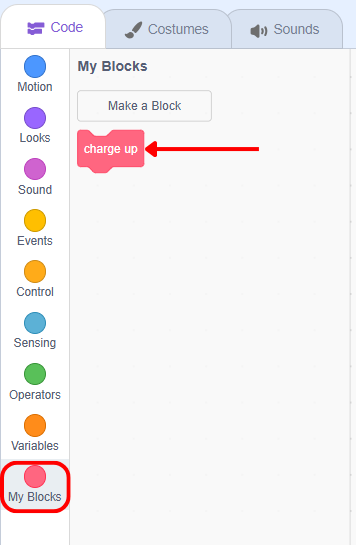 Code
Costumes
Sounds
Motion
Looks
Sound
Events
Control
Sensing
Operators
Variables
My Blocks
My Blocks
Make a Block
charge up